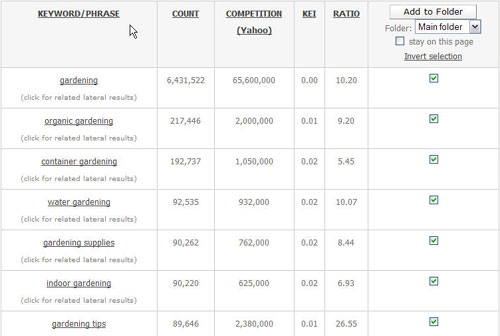 KEYWORD/PHRASE COUNT COMPETITION (Yahoo) KEI RATIO Add to Folder
Folder: Main folder
stay on this page
Invert selection
gardening 6,431,522 65,600,000 0.00 10.20
(click for related lateral results)
organic gardening 217,446 2,000,000 0.01 9.20
(click for related lateral results)
container gardening 192,737 1,050,000 0.02 5.45
(click for related lateral results)
water gardening 92,535 932,000 0.02 10.07
(click for related lateral results)
gardening supplies 90,262 762,000 0.02 8.44
(click for related lateral results)
indoor gardening 90,220 625,000 0.02 6.93
(click for related lateral results)
gardening tips 89,646 2,380,000 0.01 26.55